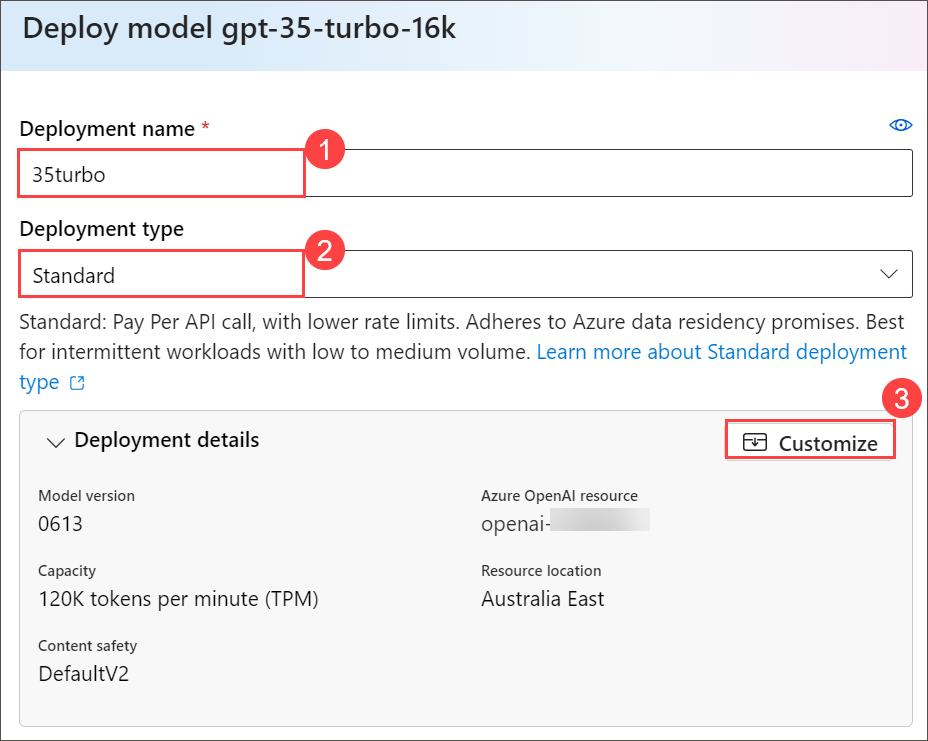 Deploy model gpt-35-turbo-16k
Deployment name *
1
35turbo
Deployment type
2
Standard
Standard: Pay Per API call, with lower rate limits. Adheres to Azure data residency promises. Best
for intermittent workloads with low to medium volume. Learn more about Standard deployment
type
3
Deployment details
Customize
Model version
Azure OpenAI resource
0613
openai-
Capacity
Resource location
120K tokens per minute (TPM)
Australia East
Content safety
DefaultV2